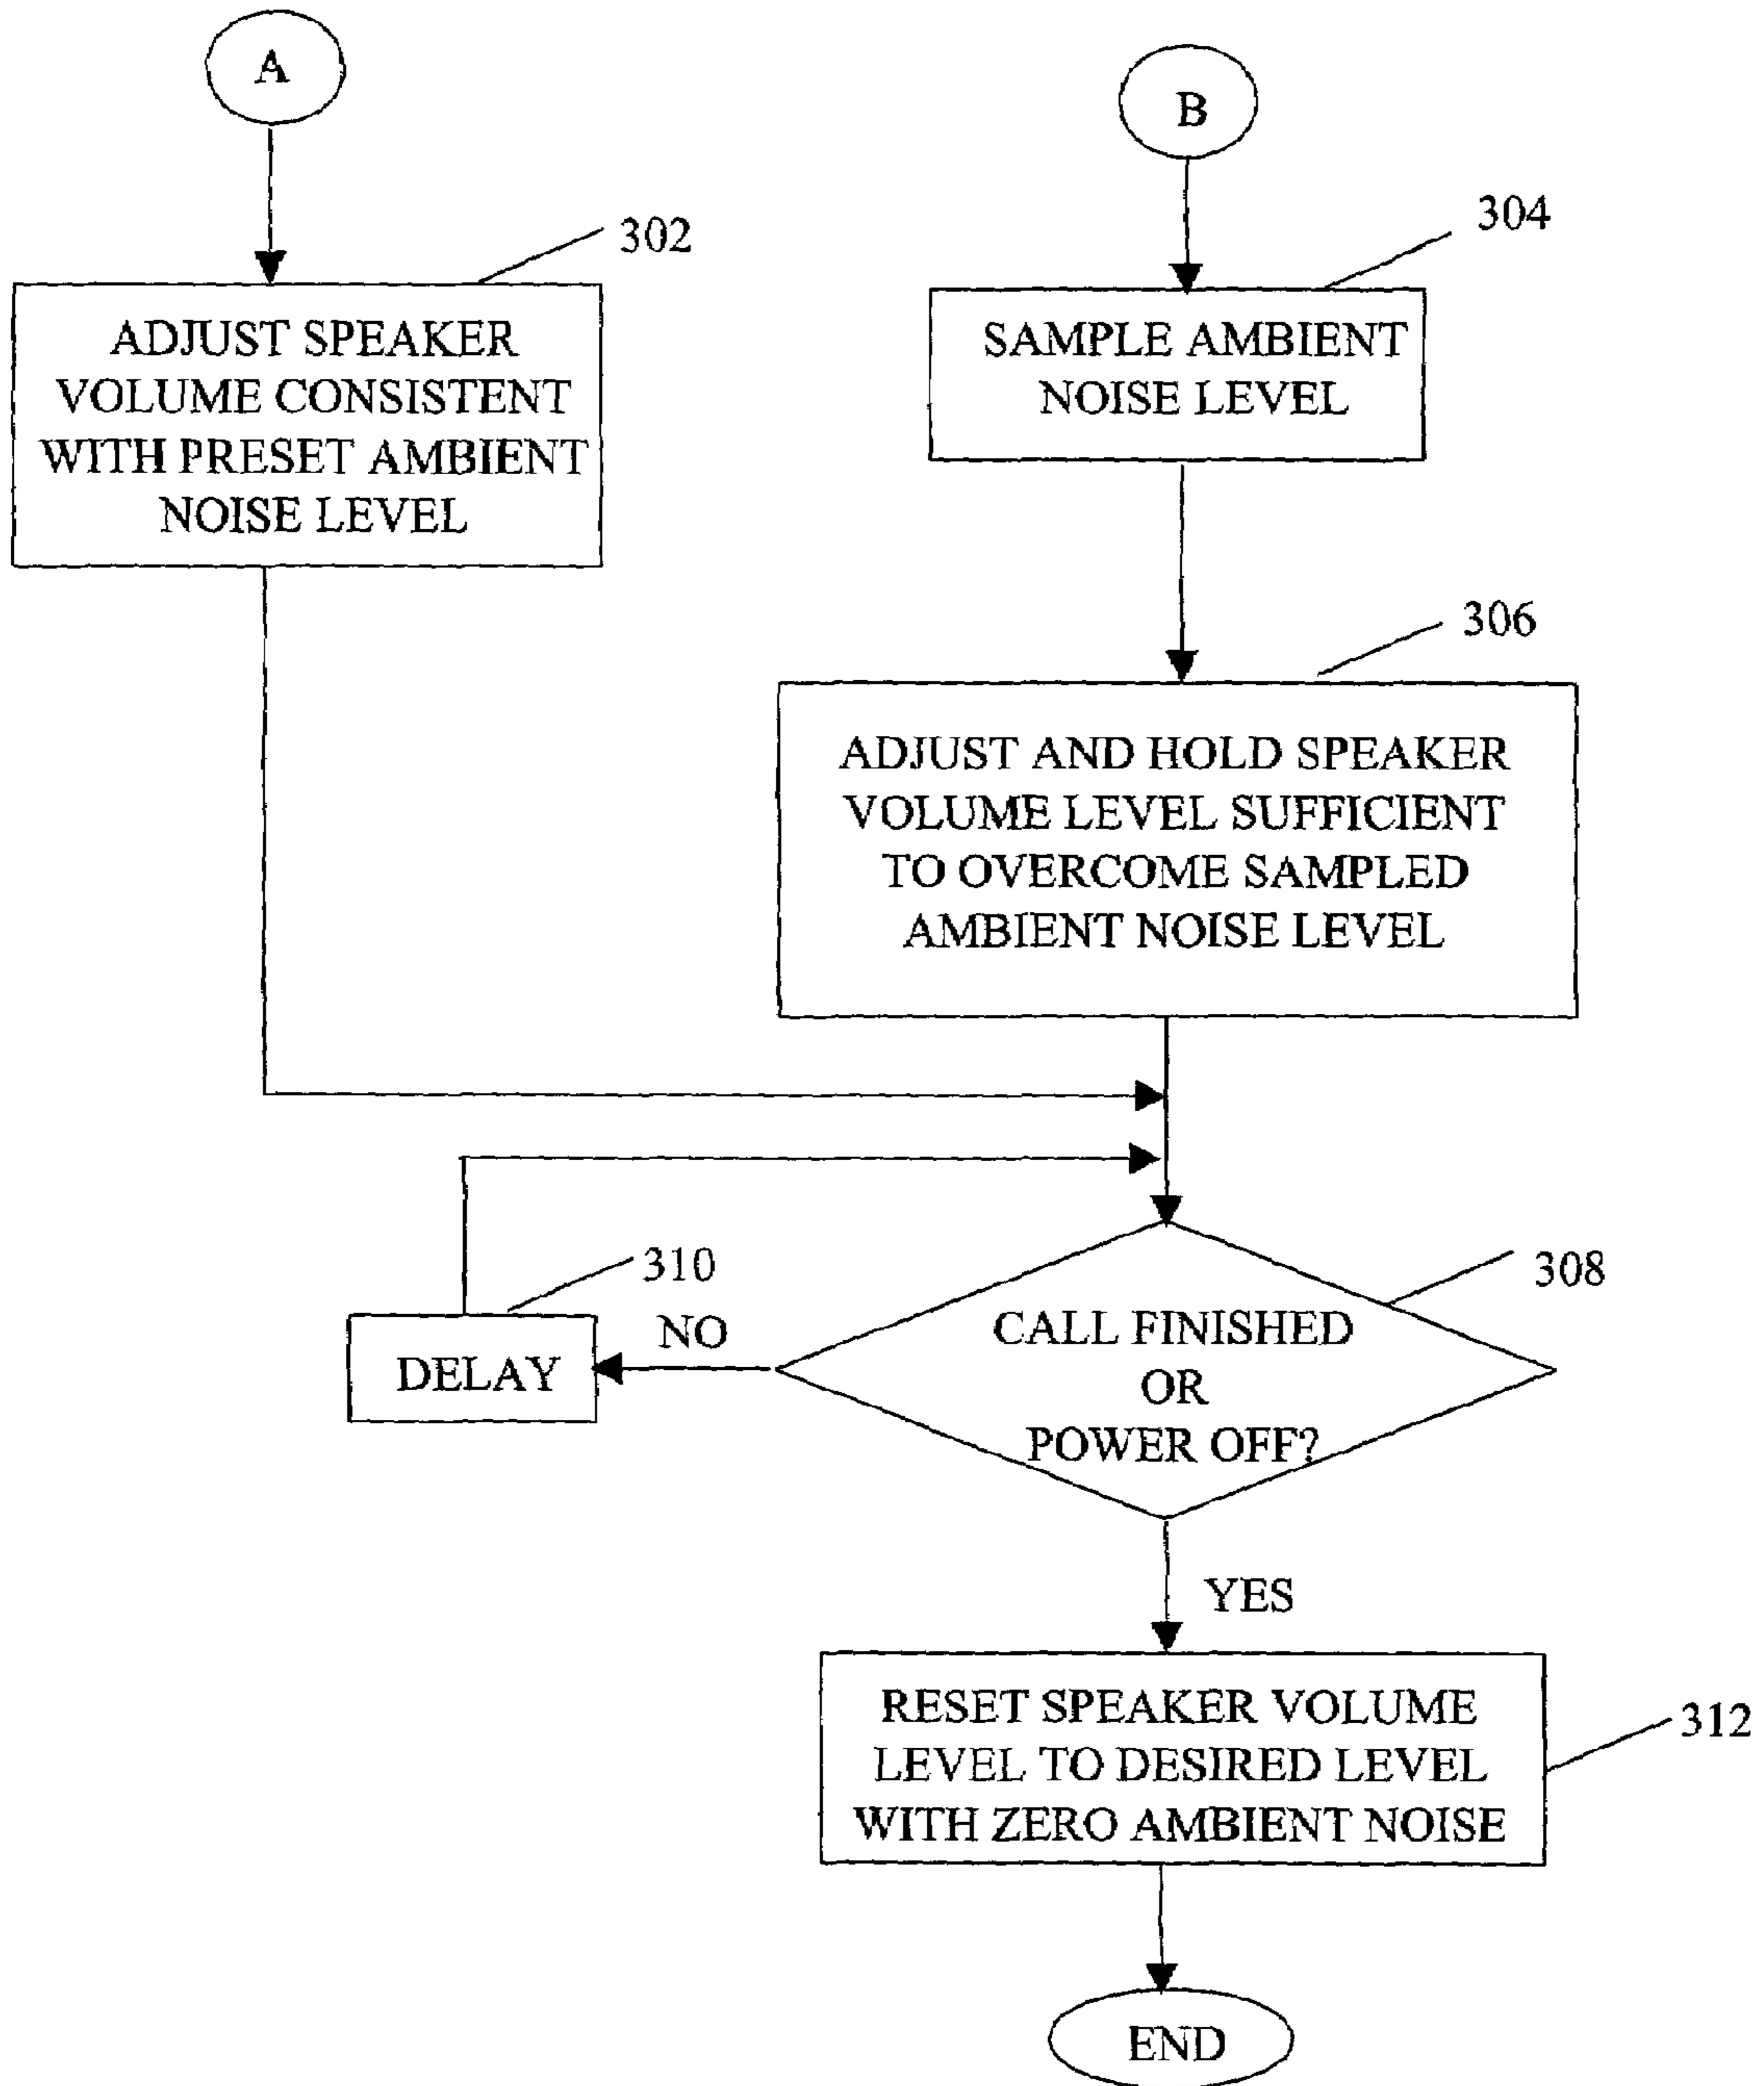 A
B
302
304
ADJUST SPEAKER
VOLUME CONSISTENT
WITH PRESET AMBIENT
NOISE LEVEL
SAMPLE AMBIENT
NOISE LEVEL
306
ADJUST AND HOLD SPEAKER
VOLUME LEVEL SUFFICIENT
TO OVERCOME SAMPLED
AMBIENT NOISE LEVEL
310
308
NO
DELAY
CALL FINISHED
OR
POWER OFF?
YES
RESET SPEAKER VOLUME
LEVEL TO DESIRED LEVEL
WITH ZERO AMBIENT NOISE
312
END